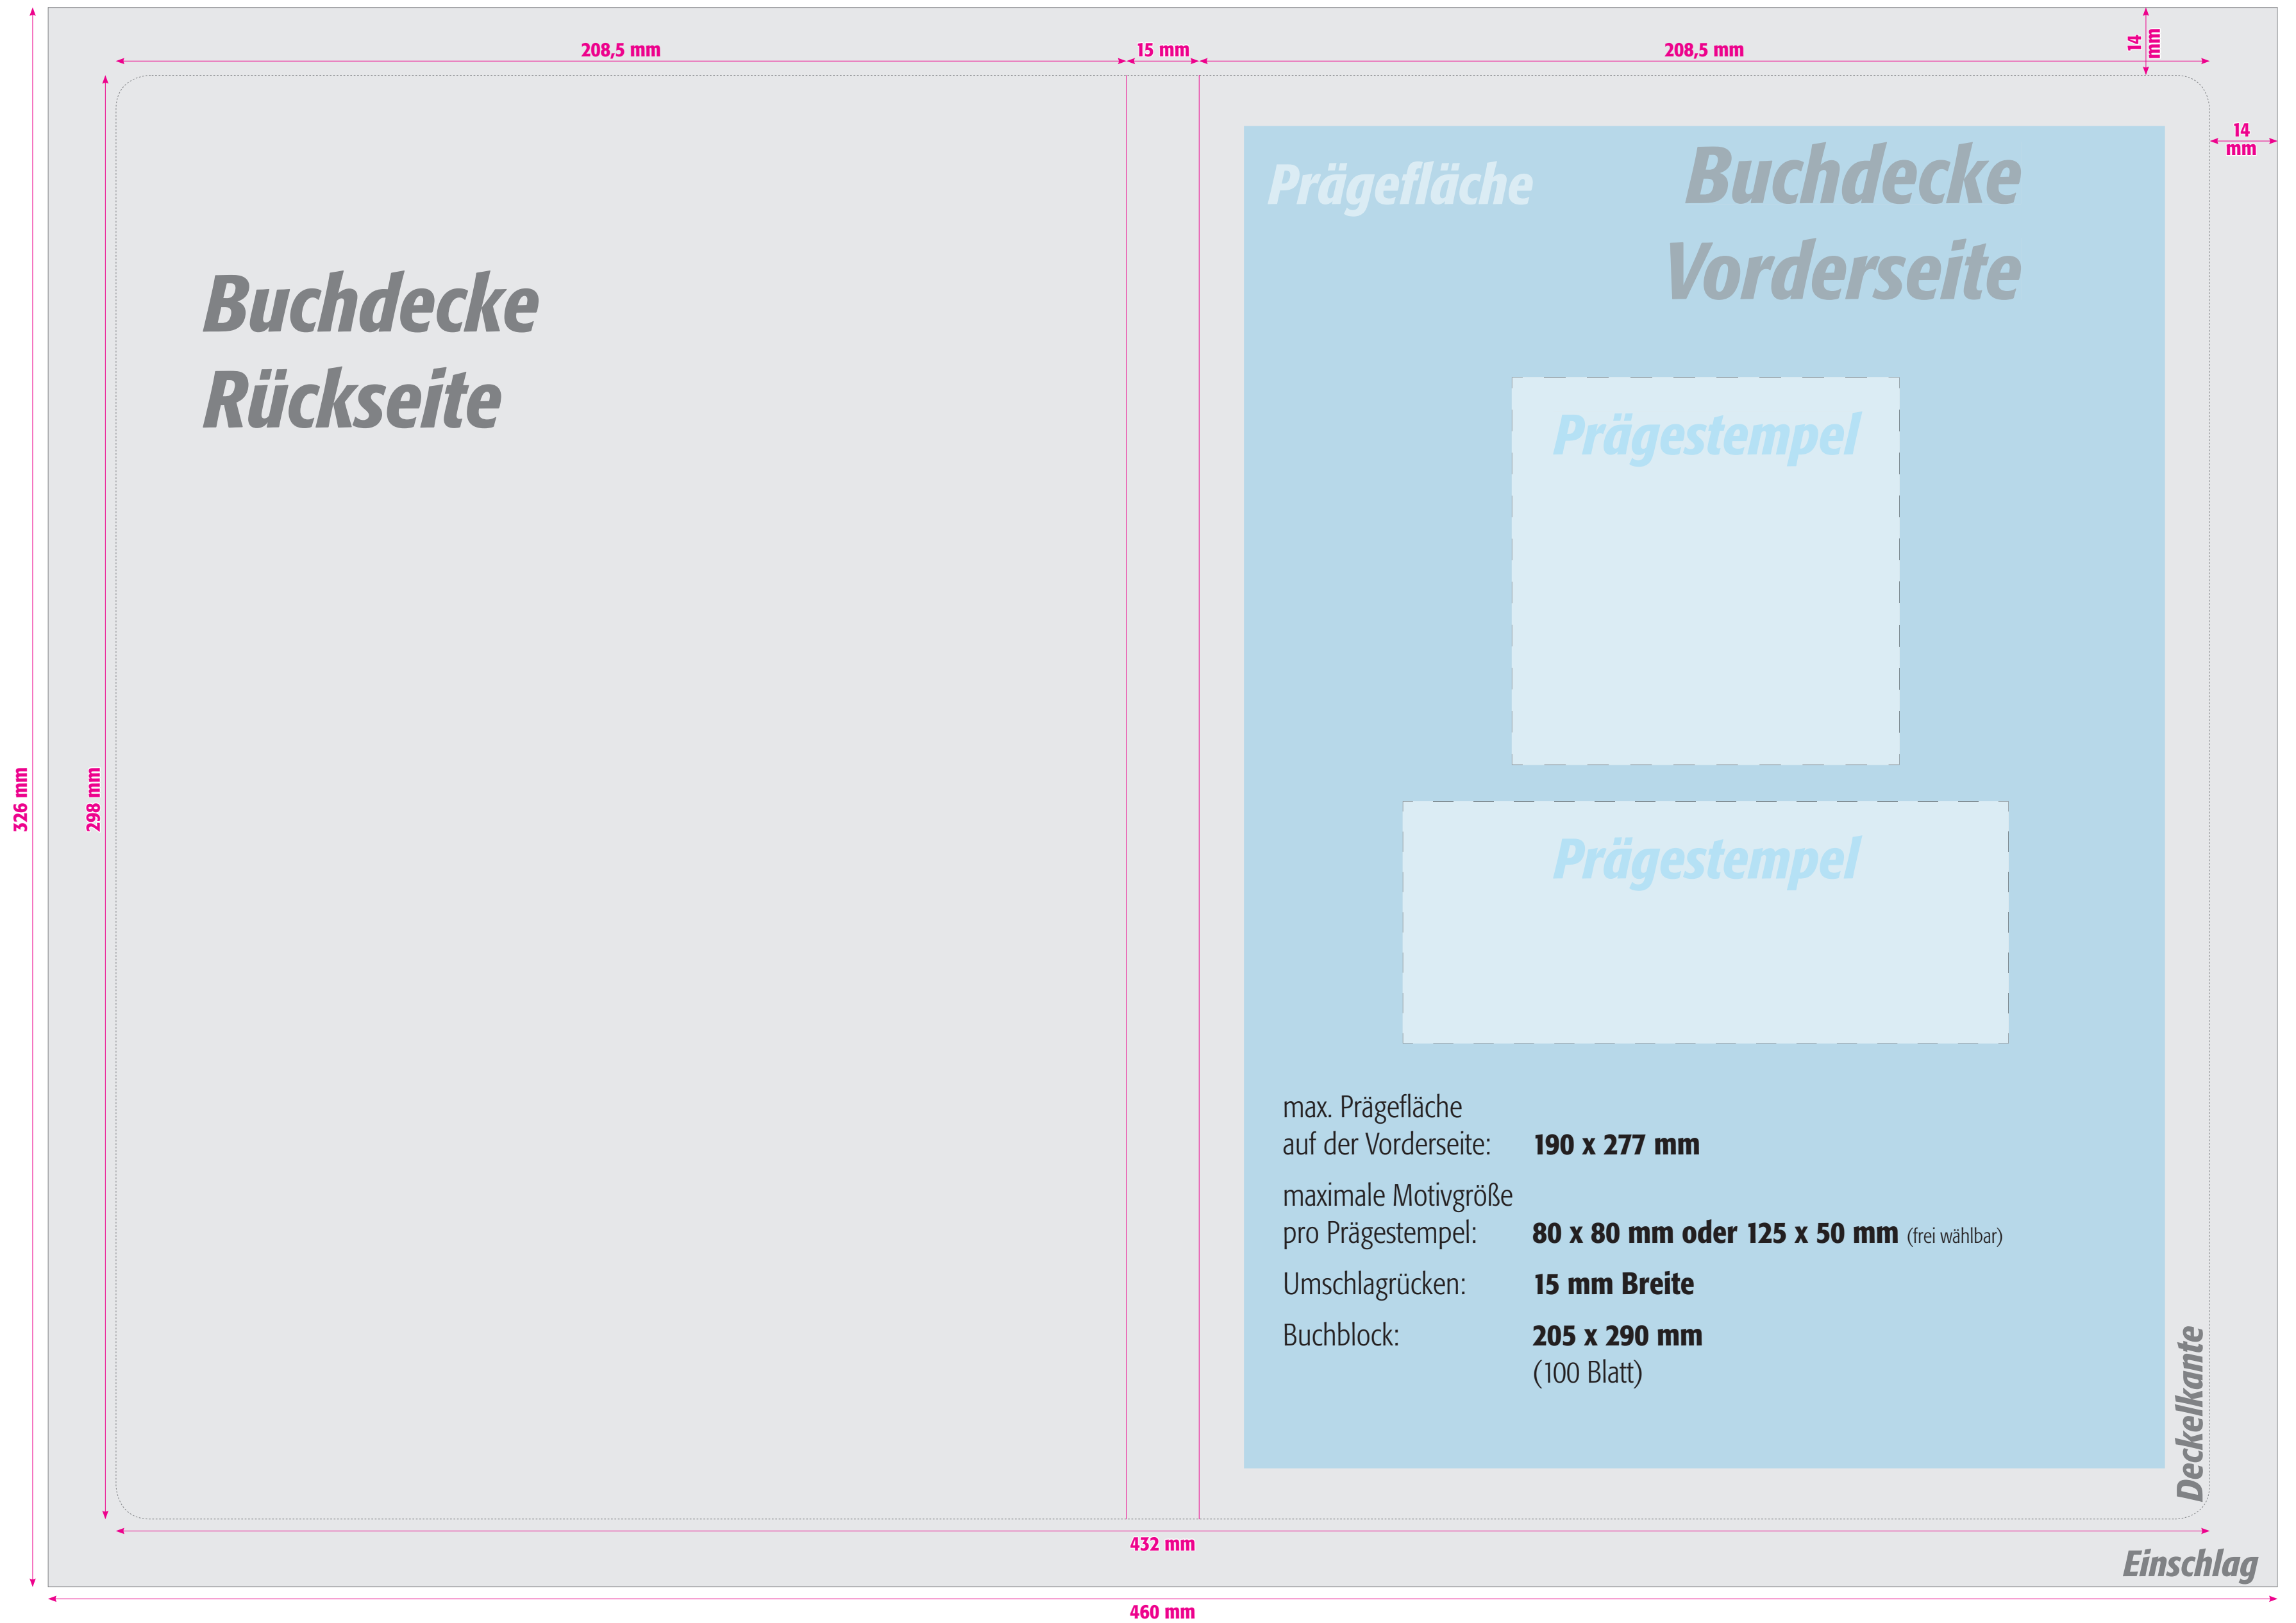 208,5 mm
15 mm
208,5 mm
14
mm
14
mm
Prägefläche
Buchdecke
Vorderseite
Buchdecke
Rückseite
Prägestempel
326 mm
298 mm
Prägestempel
max. Prägefläche
auf der Vorderseite: 190 x 277 mm
maximale Motivgröße
pro Prägestempel: 80 x 80 mm oder 125 x 50 mm (frei wählbar)
Umschlagrücken: 15 mm Breite
Buchblock: 205 x 290 mm
(100 Blatt)
Deckelkante
432 mm
Einschlag
460 mm